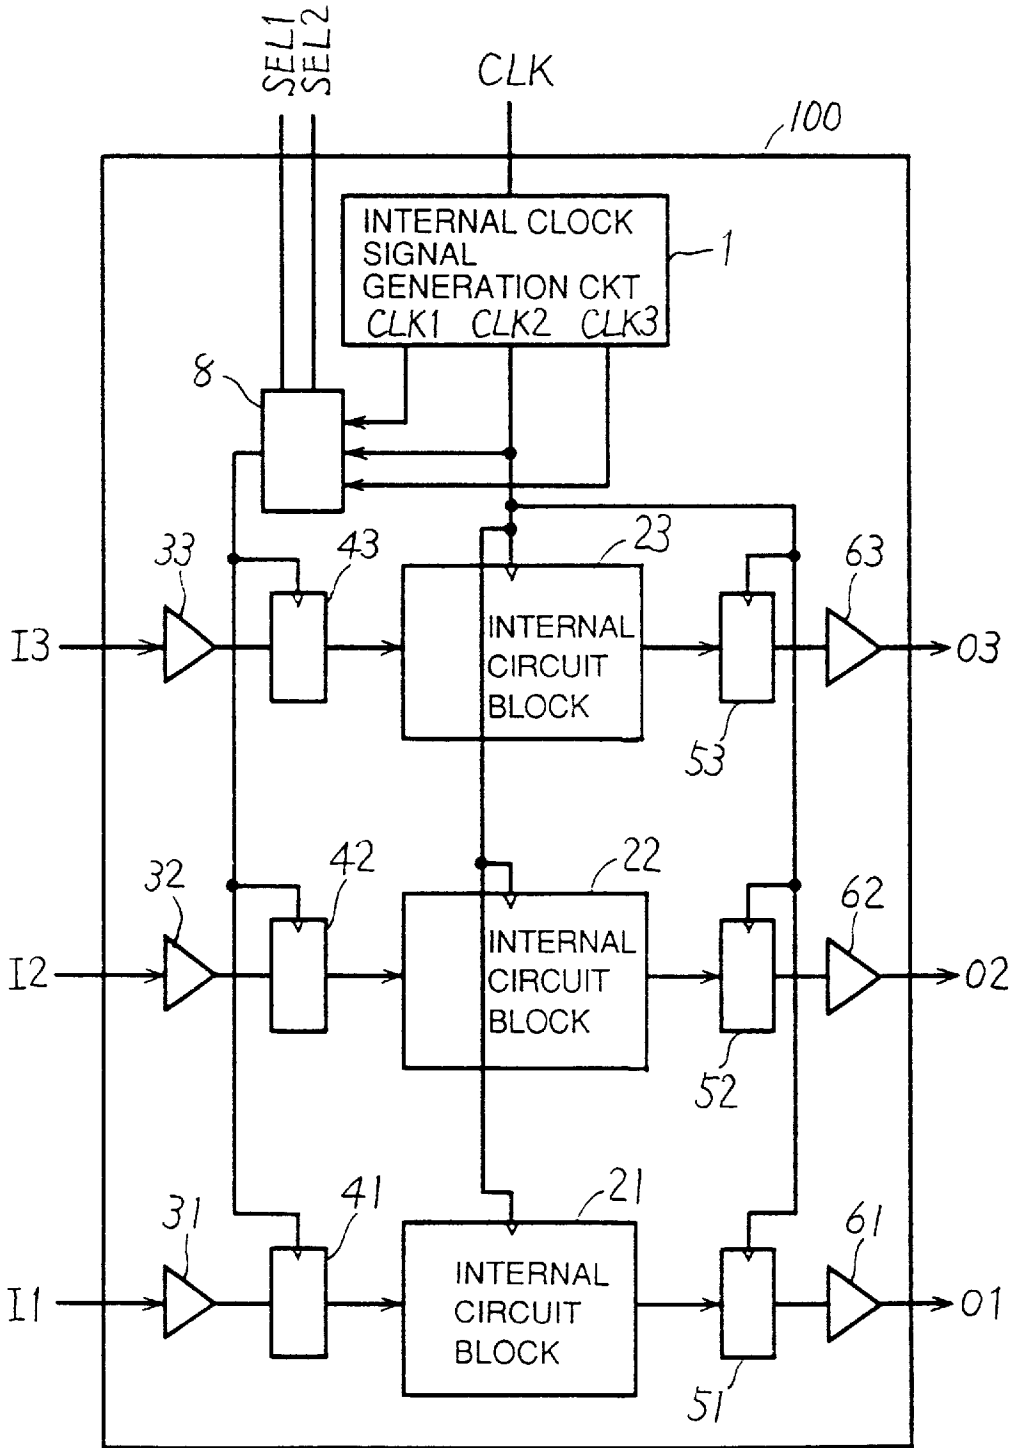 SEL1
SEL2
CLK
100
INTERNAL CLOCK
SIGNAL
GENERATION CKT
CLK1 CLK2 CLK3
1
8
33
43
23
63
I3
INTERNAL
CIRCUIT
BLOCK
O3
53
32
42
22
62
I2
INTERNAL
CIRCUIT
BLOCK
O2
52
31
41
21
61
I1
INTERNAL
CIRCUIT
BLOCK
O1
51